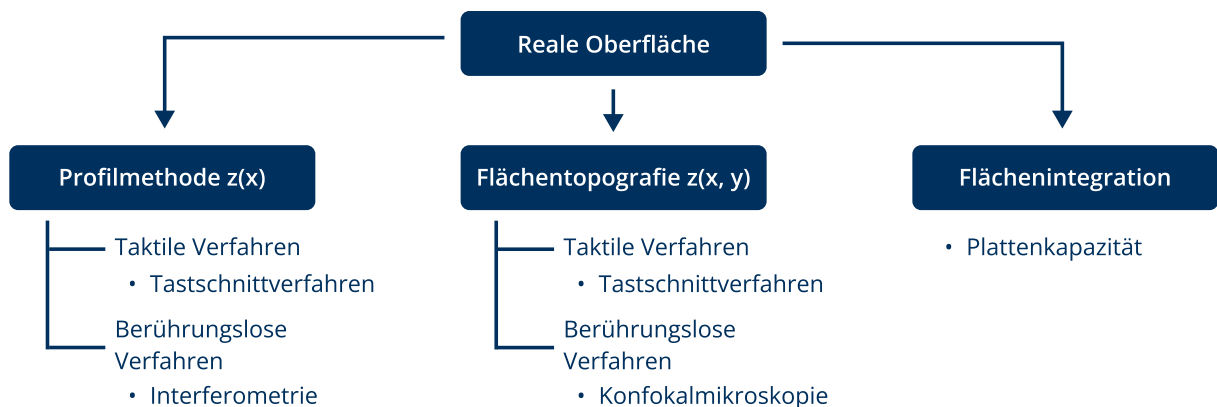 Reale Oberfläche
Profilmethode z(x)
Taktile Verfahren
• Tastschnittverfahren
Berührungslose
Verfahren
• Interferometrie
Flächentopografie z(x, y)
Taktile Verfahren
• Tastschnittverfahren
Berührungslose
Verfahren
• Konfokalmikroskopie
Flächenintegration
• Plattenkapazität